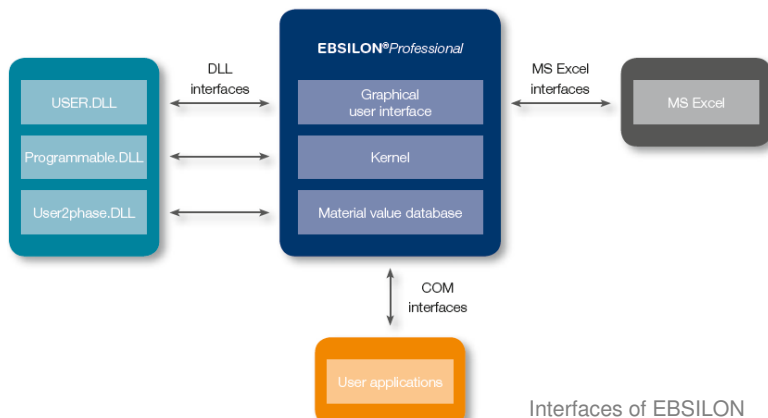 EBSILON®Professional
DLL
interfaces
MS Excel
interfaces
USER.DLL
Graphical
user interface
MS Excel
Programmable.DLL
Kernel
User2phase.DLL
Material value database
COM
interfaces
User applications
Interfaces of EBSILON